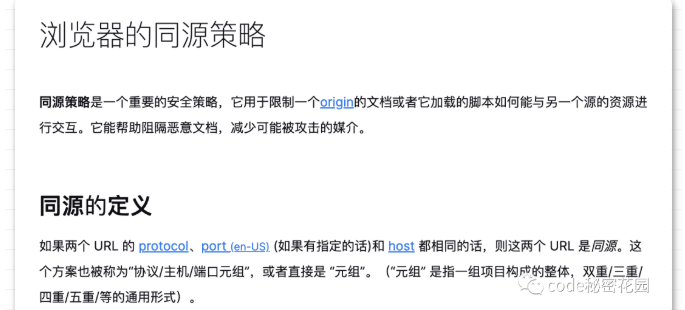 浏览器的同源策略
同源策略是一个重要的安全策略，它用于限制一个origin的文档或者它加载的脚本如何能与另一个源的资源进
行交互。它能帮助阻隔恶意文档，减少可能被攻击的媒介。
同源的定义
如果两个 URL 的 protocol、port (en-US) (如果有指定的话)和 host 都相同的话，则这两个 URL 是同源。这
个方案也被称为“协议/主机/端口元组”，或者直接是 “元组”。（“元组” 是指一组项目构成的整体，双重/三重/
四重/五重/等的通用形式）。
code秘密花园